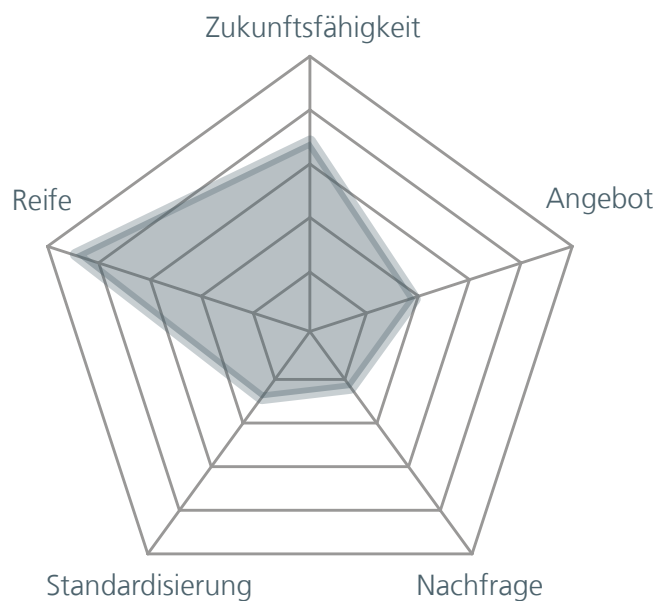 Zukunftsfähigkeit
Reife
Angebot
Standardisierung
Nachfrage